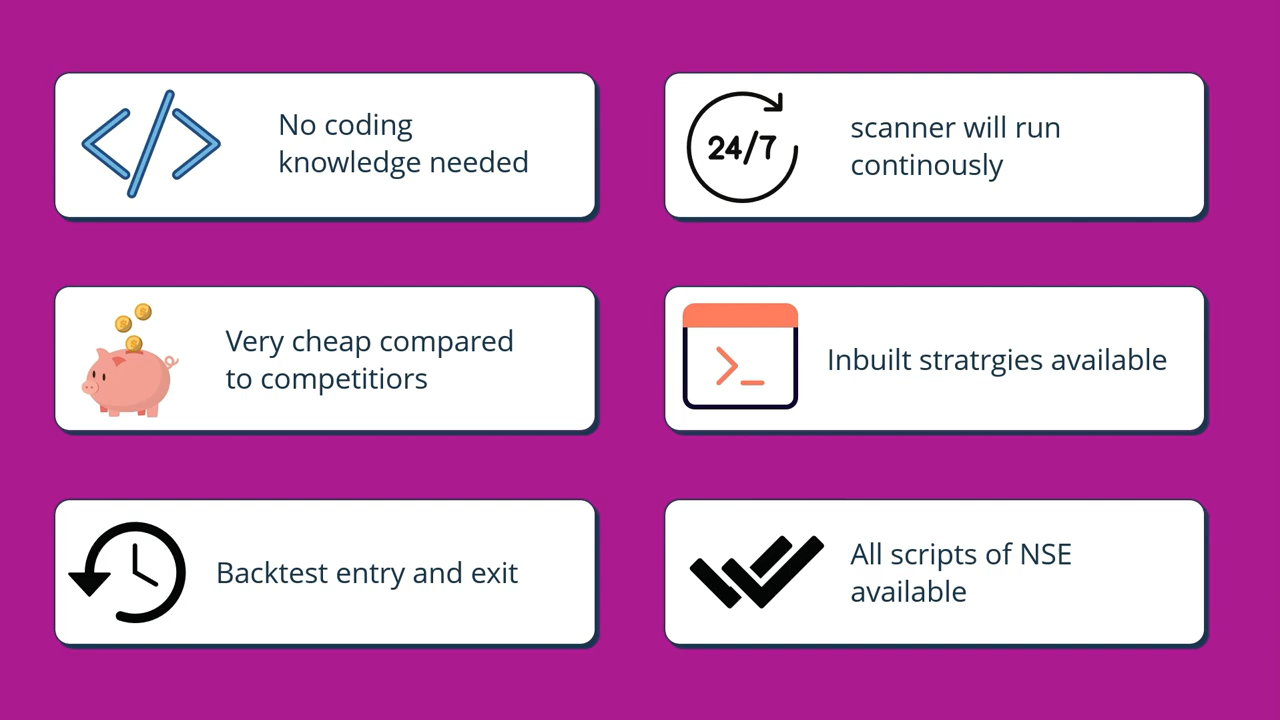 No coding
knowledge needed
24/7
scanner will run
continously
Very cheap compared
to competitiors
Inbuilt stratrgies available
Backtest entry and exit
All scripts of NSE
available